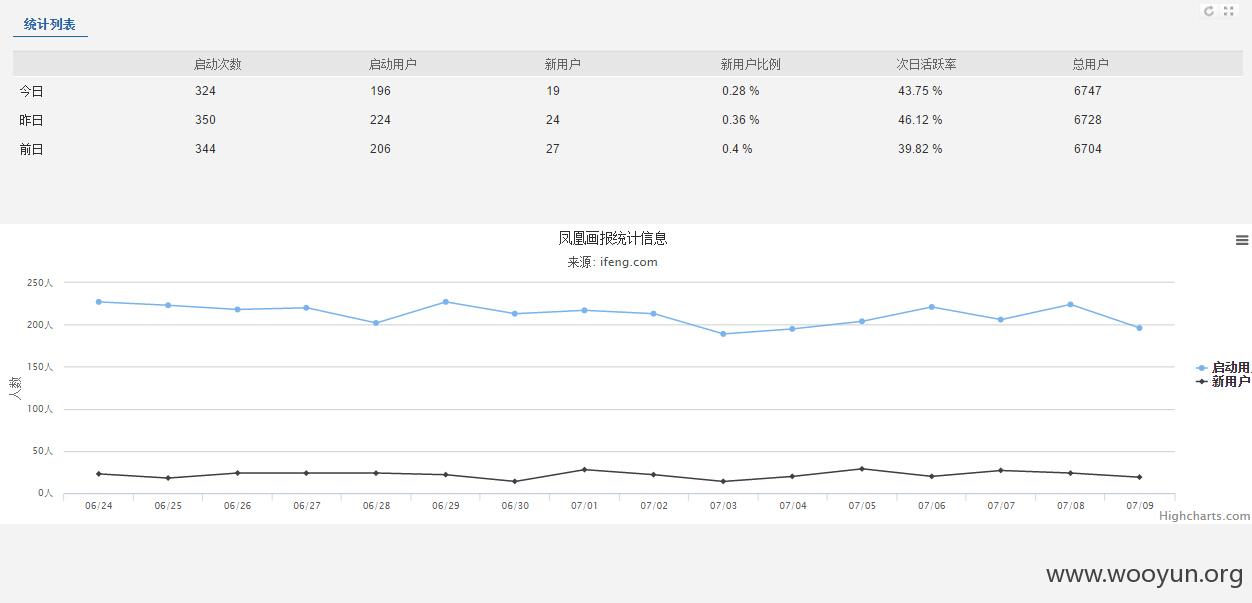 统计列表
启动次数 启动用户 新用户 新用户比例 次日活跃率 总用户
今日 324 196 19 0.28 % 43.75 % 6747
昨日 350 224 24 0.36 % 46.12 % 6728
前日 344 206 27 0.4 % 39.82 % 6704
凤凰画报统计信息
来源: ifeng.com
250人
200人
150人
100人
50人
0人
人数
启动用
新用户
06/24 06/25 06/26 06/27 06/28 06/29 06/30 07/01 07/02 07/03 07/04 07/05 07/06 07/07 07/08 07/09
Highcharts.com
www.wooyun.org